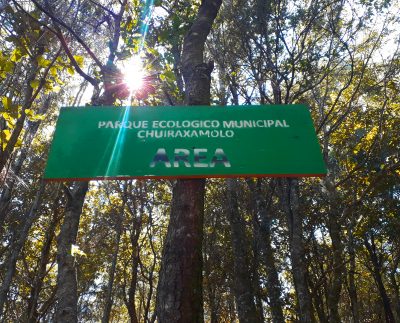 PARQUE ECOLOGICO MUNICIPAL
CHUIRAXAMOLO
AREA